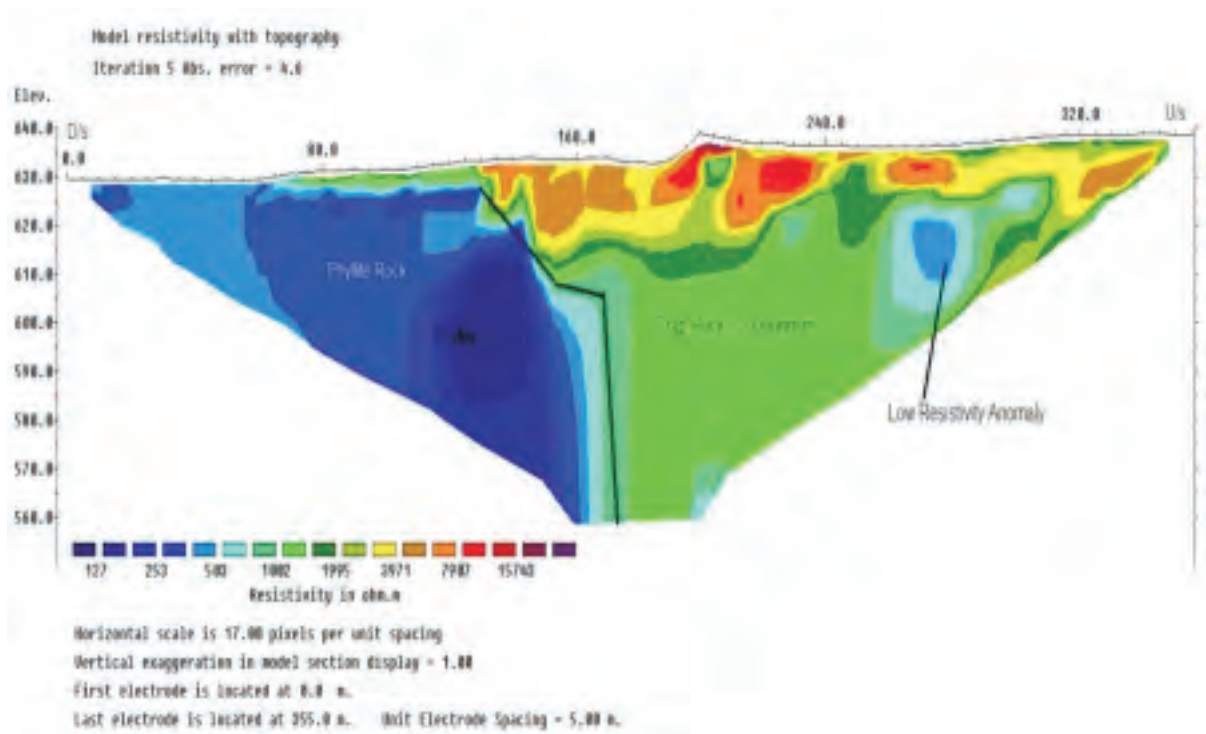 Model resistivity with topography
Iteration 5 Abs. error = 4.6
Elev.
640.0 D/s 0.0 80.0 160.0 240.0 320.0 U/s
630.0
620.0
610.0 Phyllite Rock
600.0
590.0
580.0 Low Resistivity Anomaly
570.0
560.0
127 253 503 1002 1995 3971 7907 15743
Resistivity in ohm.m
Horizontal scale is 17.00 pixels per unit spacing
Vertical exaggeration in model section display = 1.00
First electrode is located at 0.0 m.
Last electrode is located at 355.0 m. Unit Electrode Spacing = 5.00 m.